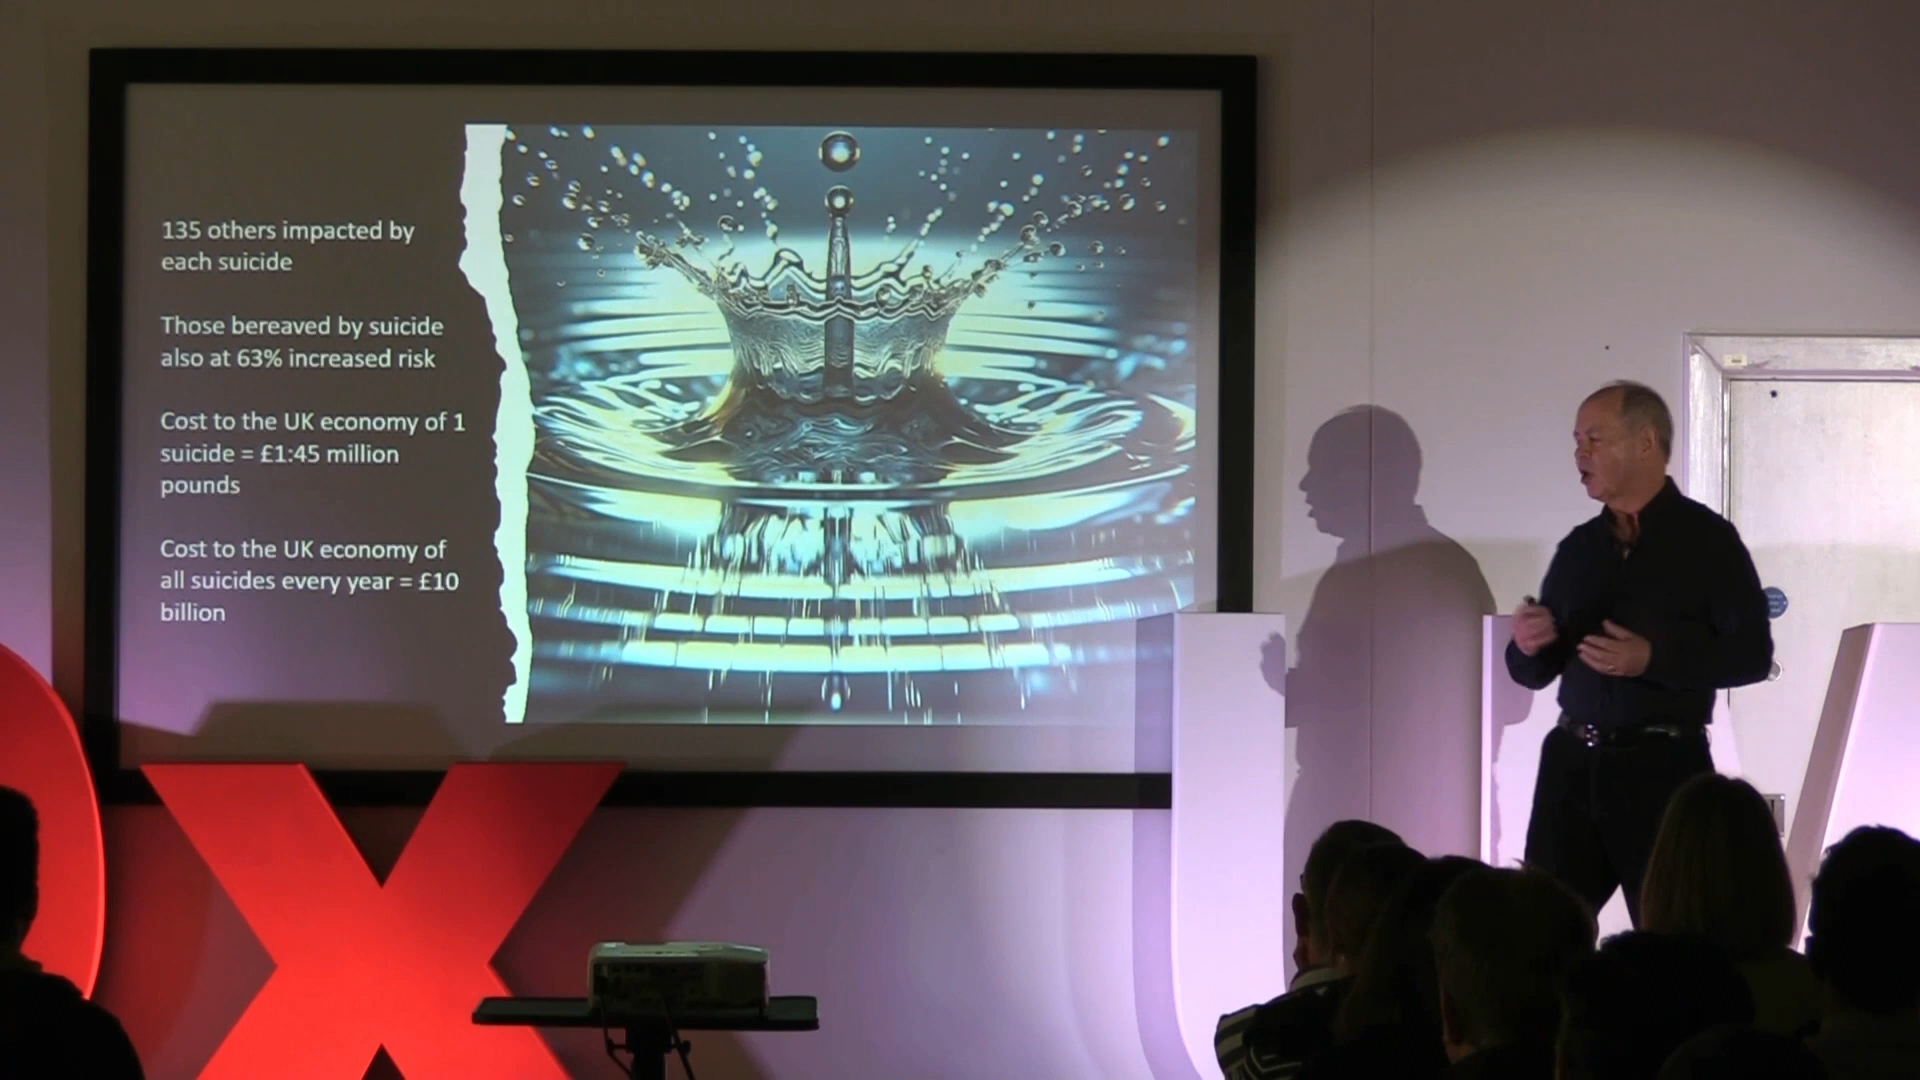 135 others impacted by
each suicide
Those bereaved by suicide
also at 63% increased risk
Cost to the UK economy of 1
suicide = £1:45 million
pounds
Cost to the UK economy of
all suicides every year = £10
billion
X U